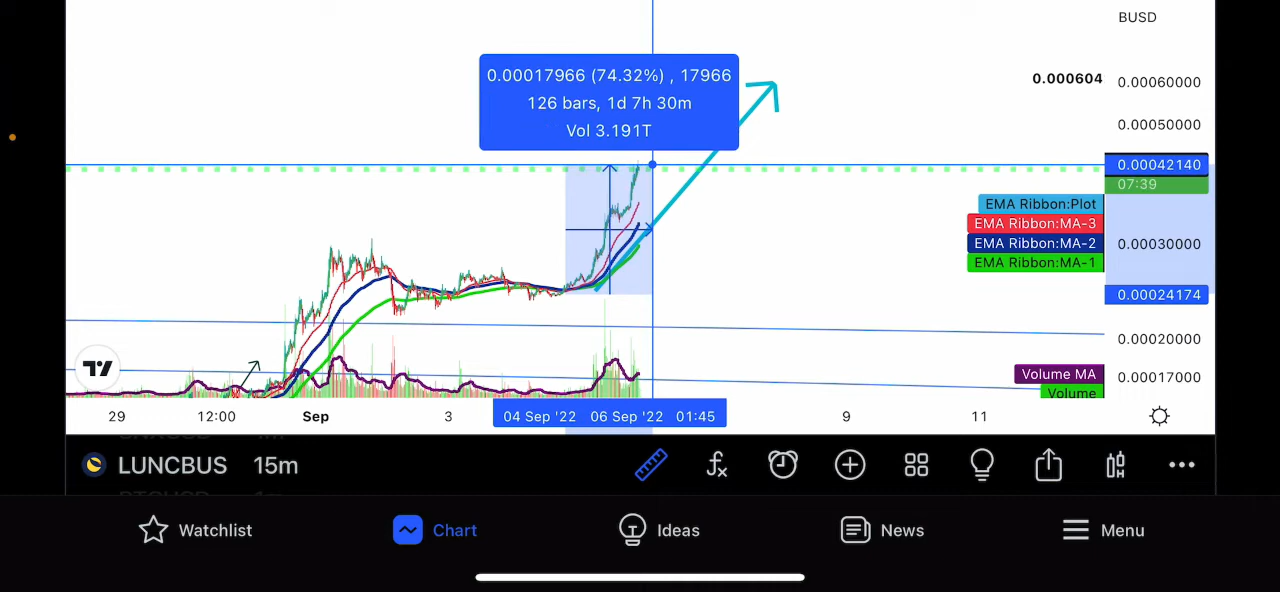 BUSD
0.00017966 (74.32%) , 17966
126 bars, 1d 7h 30m
Vol 3.191T
0.000604
0.00060000
0.00050000
0.00042140
07:39
EMA Ribbon:Plot
EMA Ribbon:MA-3
EMA Ribbon:MA-2
EMA Ribbon:MA-1
0.00030000
0.00024174
0.00020000
Volume MA
0.00017000
Volume
29 12:00 Sep 3 04 Sep '22 06 Sep '22 01:45 9 11
LUNCBUS 15m
Watchlist Chart Ideas News Menu